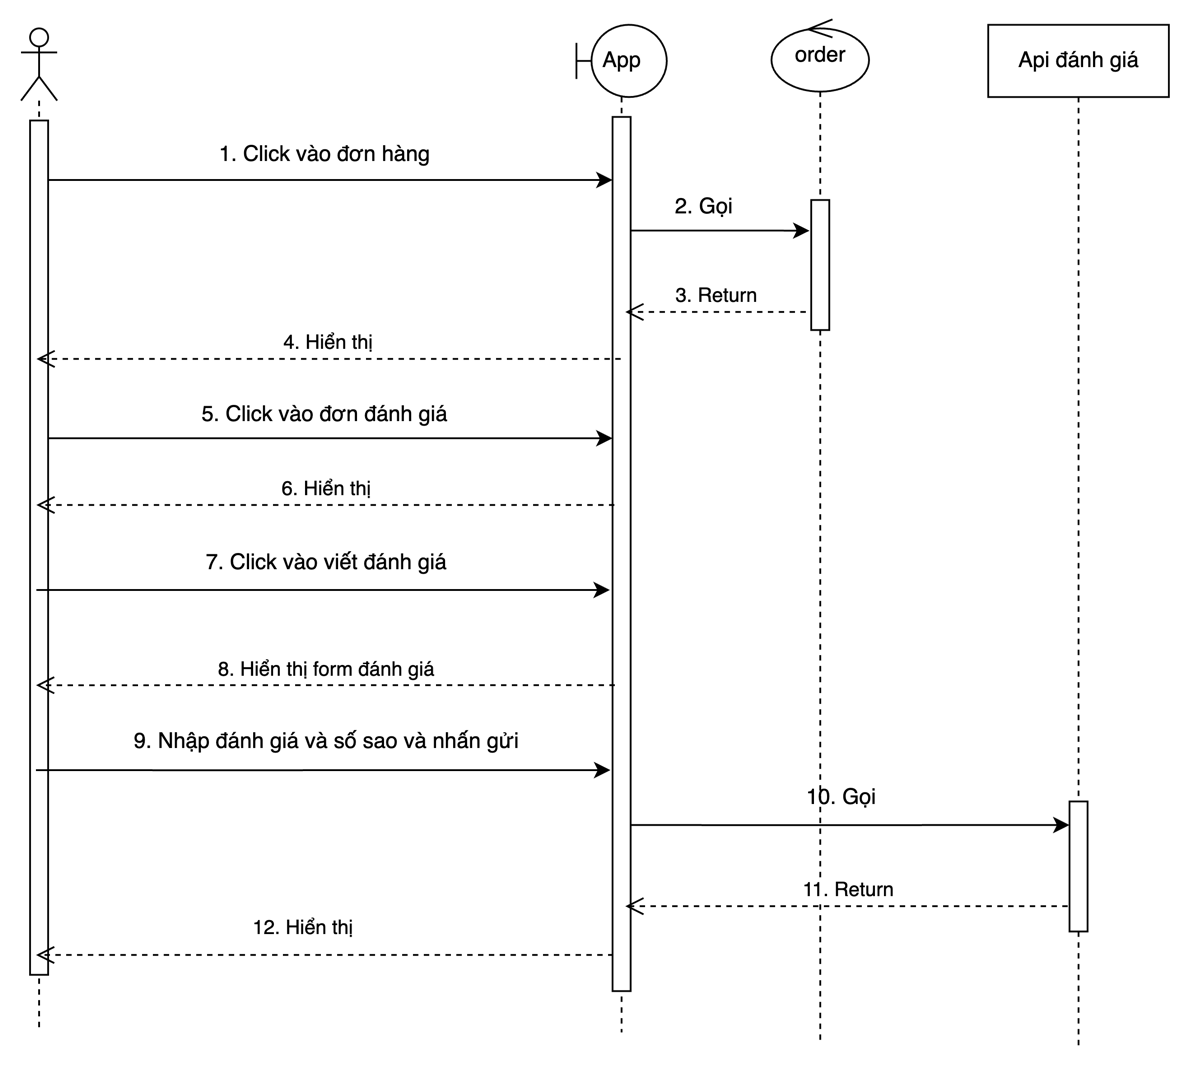 App
order
Api đánh giá
1. Click vào đơn hàng
2. Gọi
3. Return
4. Hiển thị
5. Click vào đơn đánh giá
6. Hiển thị
7. Click vào viết đánh giá
8. Hiển thị form đánh giá
9. Nhập đánh giá và số sao và nhấn gửi
10. Gọi
11. Return
12. Hiển thị